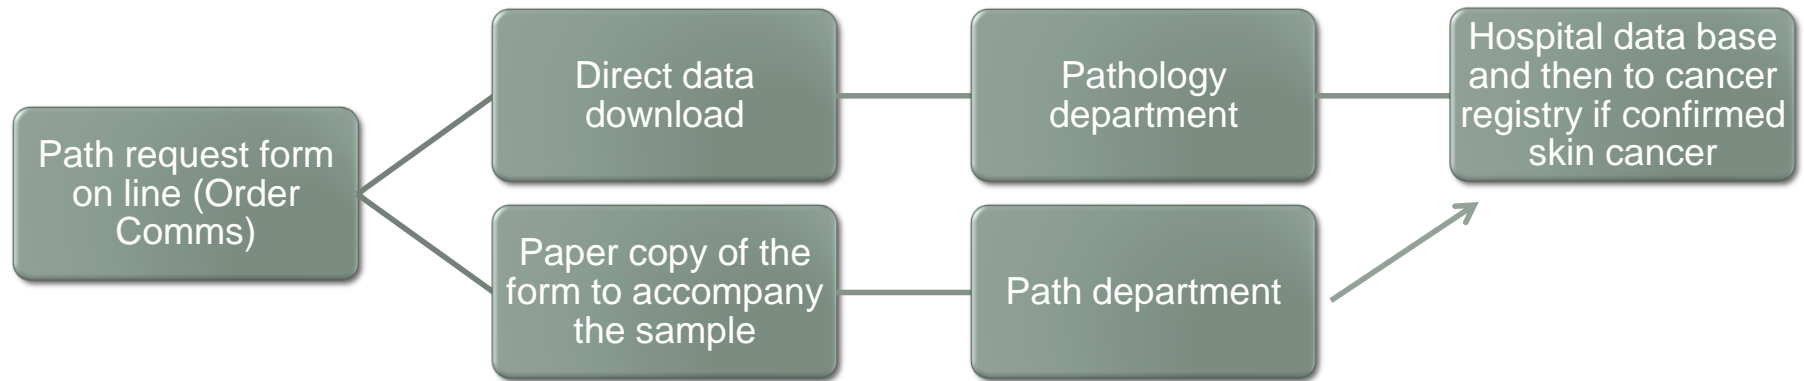 Path request form
on line (Order
Comms)
Direct data
download
Pathology
department
Hospital data base
and then to cancer
registry if confirmed
skin cancer
Paper copy of the
form to accompany
the sample
Path department